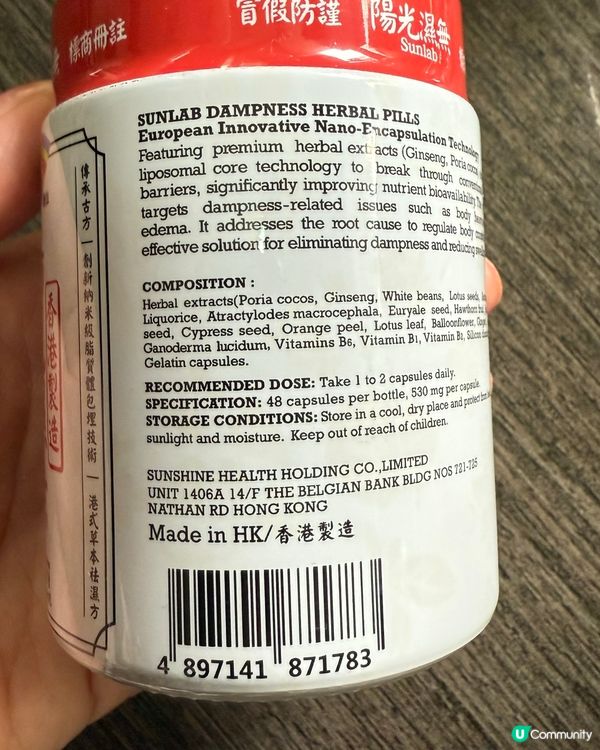 標商冊註
冒假防謹
陽光濕無
Sunlab
SUNLAB DAMPNESS HERBAL PILLS
European Innovative Nano-Encapsulation Technology
Featuring premium herbal extracts (Ginseng, Poria cocos,
liposomal core technology to break through
barriers, significantly improving nutrient bioavailability.
targets dampness-related issues such as body
edema. It addresses the root cause to regulate body
effective solution for eliminating dampness and reducing
COMPOSITION :
Herbal extracts(Poria cocos, Ginseng, White beans, Lotus seeds,
Liquorice, Atractylodes macrocephala, Euryale seed, Hawthorn fruit,
seed, Cypress seed, Orange peel, Lotus leaf, Balloonflower,
Ganoderma lucidum, Vitamins B6, Vitamin B1, Vitamin B2, Silicon
Gelatin capsules.
RECOMMENDED DOSE: Take 1 to 2 capsules daily.
SPECIFICATION: 48 capsules per bottle, 530 mg per capsule.
STORAGE CONDITIONS: Store in a cool, dry place and protect from
sunlight and moisture. Keep out of reach of children.
SUNSHINE HEALTH HOLDING CO.,LIMITED
UNIT 1406A 14/F THE BELGIAN BANK BLDG NOS 721-725
NATHAN RD HONG KONG
Made in HK/香港製造
4 897141 871783
傳承古方 | 創新納米級脂質體包埋技術 | 港式草本祛濕方
香港製造
U Community